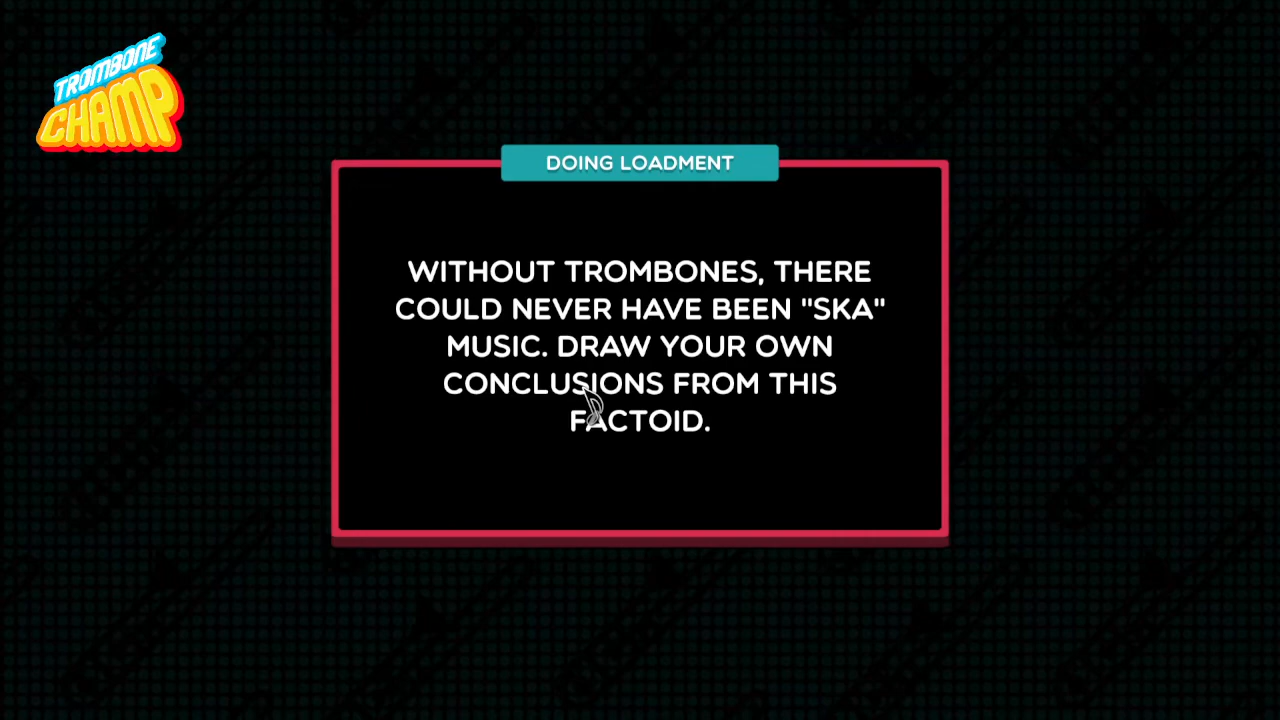 TROMBONE
CHAMP
DOING LOADMENT
WITHOUT TROMBONES, THERE
COULD NEVER HAVE BEEN "SKA"
MUSIC. DRAW YOUR OWN
CONCLUSIONS FROM THIS
FACTOID.